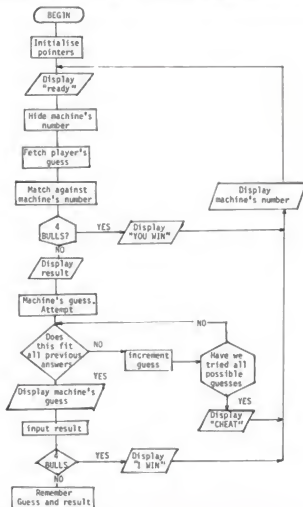 BEGIN
Initialise
pointers
Display
"ready"
Hide machine's
number
Fetch player's
guess
Match against
machine's number
Display
machine's number
4
BULLS?
YES
Display
"YOU WIN"
NO
Display
result
Machine's guess.
Attempt
NO
Does
this fit
all previous
answers
NO
increment
guess
Have we
tried all
possible
guesses
YES
Display machine's
guess
YES
Display
"CHEAT"
input result
4
BULLS
YES
Display
"I WIN"
NO
Remember
Guess and result